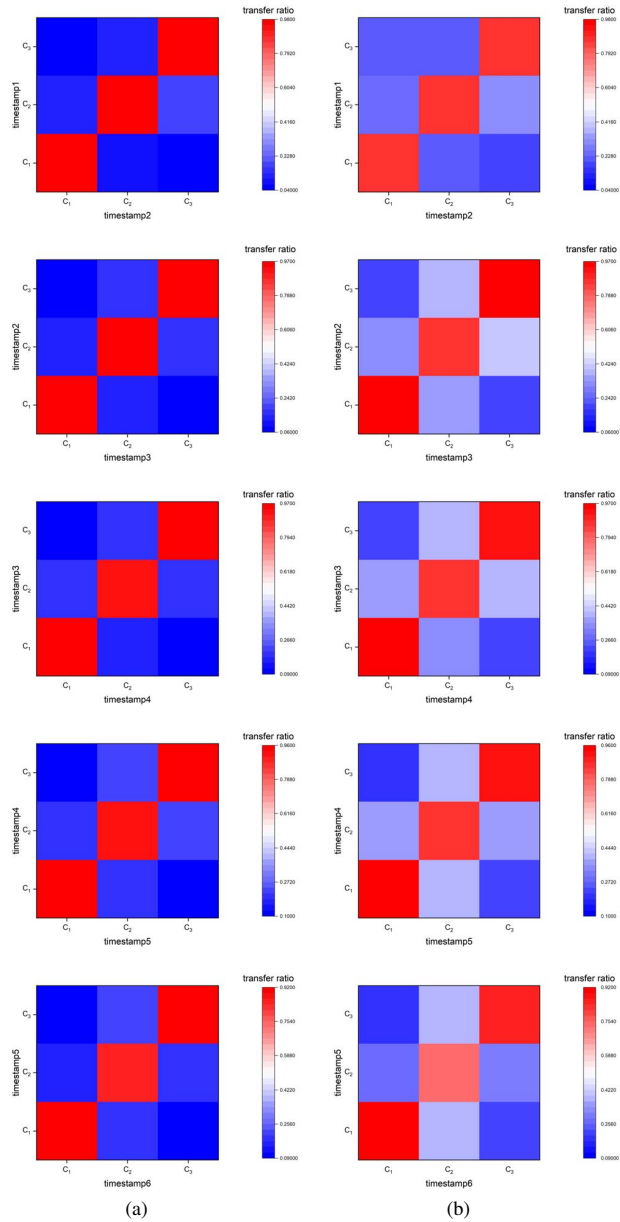 transfer ratio
0.9800
0.7920
0.6040
0.4160
0.2280
0.04000
C₃
C₂
C₁
timestamp1
C₁ C₂ C₃
timestamp2
transfer ratio
0.9800
0.7920
0.6040
0.4160
0.2280
0.04000
C₃
C₂
C₁
timestamp1
C₁ C₂ C₃
timestamp2
transfer ratio
0.9700
0.7880
0.6060
0.4240
0.2420
0.06000
C₃
C₂
C₁
timestamp2
C₁ C₂ C₃
timestamp3
transfer ratio
0.9700
0.7880
0.6060
0.4240
0.2420
0.06000
C₃
C₂
C₁
timestamp2
C₁ C₂ C₃
timestamp3
transfer ratio
0.9700
0.7940
0.6180
0.4420
0.2660
0.09000
C₃
C₂
C₁
timestamp3
C₁ C₂ C₃
timestamp4
transfer ratio
0.9700
0.7940
0.6180
0.4420
0.2660
0.09000
C₃
C₂
C₁
timestamp3
C₁ C₂ C₃
timestamp4
transfer ratio
0.9600
0.7880
0.6160
0.4440
0.2720
0.1000
C₃
C₂
C₁
timestamp4
C₁ C₂ C₃
timestamp5
transfer ratio
0.9600
0.7880
0.6160
0.4440
0.2720
0.1000
C₃
C₂
C₁
timestamp4
C₁ C₂ C₃
timestamp5
transfer ratio
0.9200
0.7540
0.5880
0.4220
0.2560
0.09000
C₃
C₂
C₁
timestamp5
C₁ C₂ C₃
timestamp6
transfer ratio
0.9200
0.7540
0.5880
0.4220
0.2560
0.09000
C₃
C₂
C₁
timestamp5
C₁ C₂ C₃
timestamp6
(a) (b)